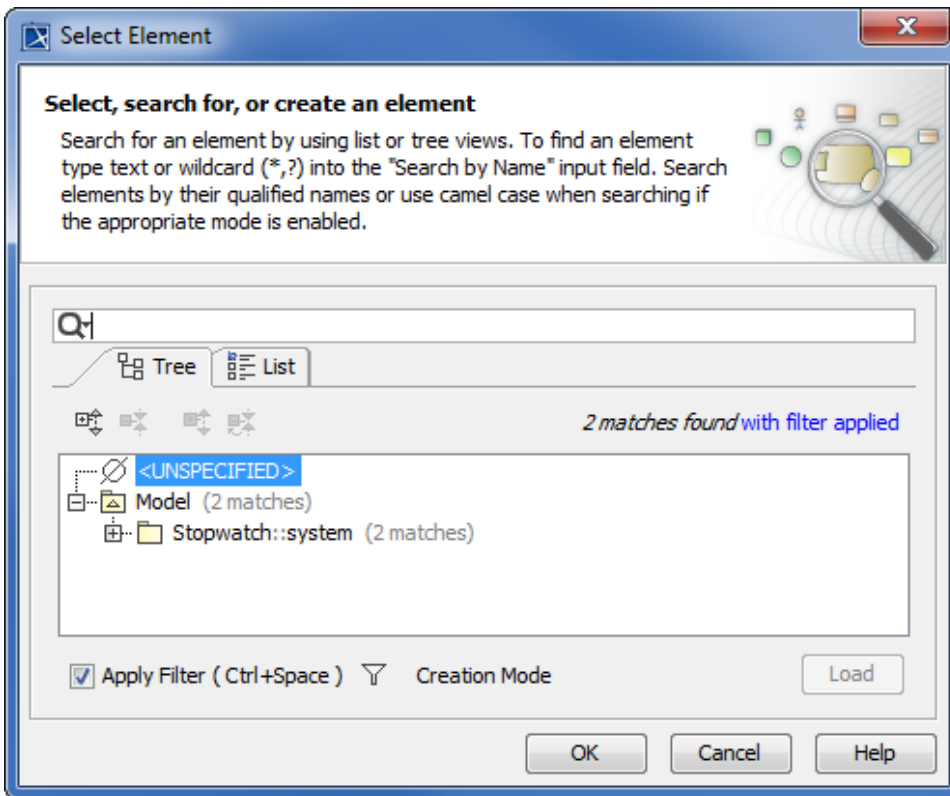 Select Element
Select, search for, or create an element
Search for an element by using list or tree views. To find an element
type text or wildcard (*,?) into the "Search by Name" input field. Search
elements by their qualified names or use camel case when searching if
the appropriate mode is enabled.
Tree List
2 matches found with filter applied
<UNSPECIFIED>
Model (2 matches)
Stopwatch::system (2 matches)
Apply Filter ( Ctrl+Space ) Creation Mode Load
OK Cancel Help